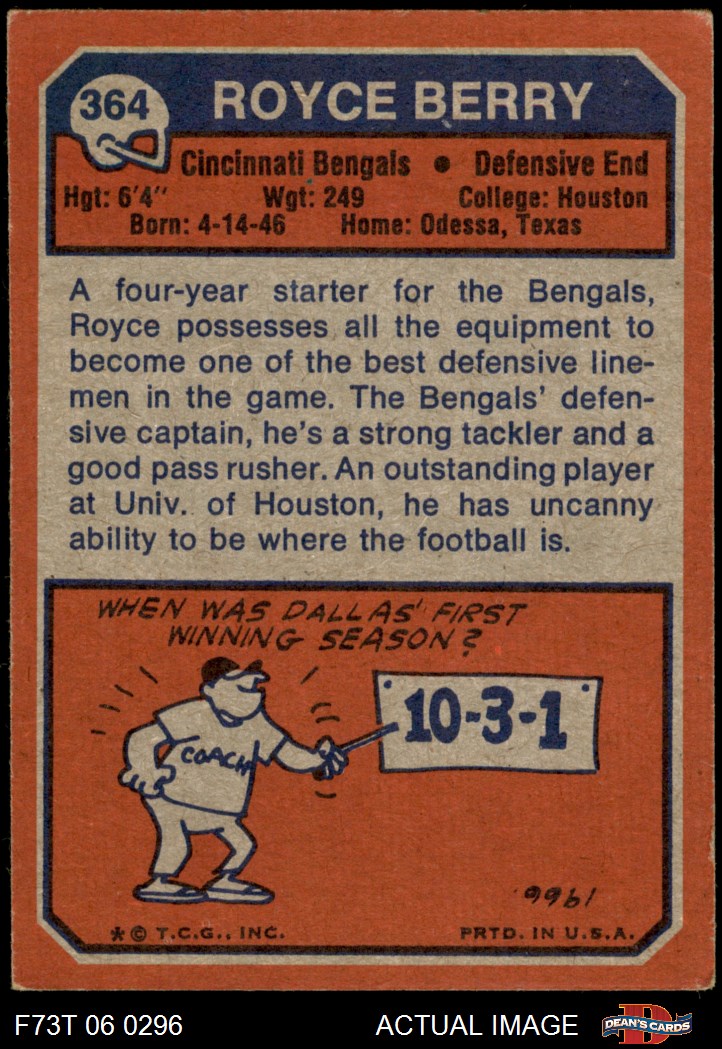 364
ROYCE BERRY
Cincinnati Bengals • Defensive End
Hgt: 6'4" Wgt: 249 College: Houston
Born: 4-14-46 Home: Odessa, Texas
A four-year starter for the Bengals,
Royce possesses all the equipment to
become one of the best defensive line-
men in the game. The Bengals' defen-
sive captain, he's a strong tackler and a
good pass rusher. An outstanding player
at Univ. of Houston, he has uncanny
ability to be where the football is.
WHEN WAS DALLAS' FIRST
WINNING SEASON?
10-3-1
COACH
1966
* © T.C.G., INC. PRTD. IN U.S.A.
F73T 06 0296 ACTUAL IMAGE
D
DEAN'S CARDS